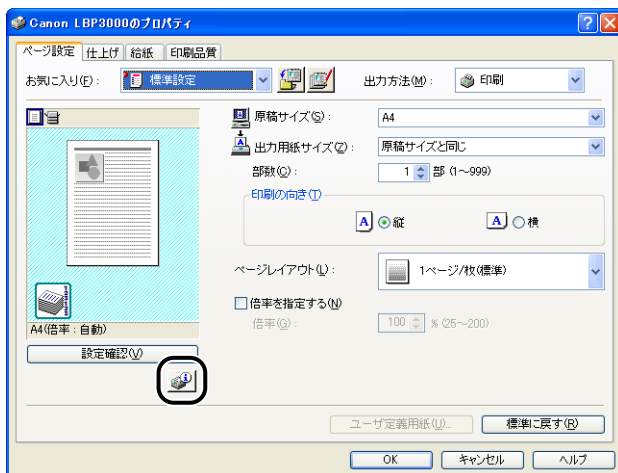 Canon LBP3000のプロパティ
ページ設定 仕上げ 給紙 印刷品質
お気に入り(F): 標準設定 出力方法(M): 印刷
原稿サイズ(S): A4
出力用紙サイズ(Z): 原稿サイズと同じ
部数(C): 1 部 (1～999)
印刷の向き(T)
A 縦 A 横
ページレイアウト(L): 1ページ/枚(標準)
倍率を指定する(N)
倍率(G): 100 % (25～200)
A4(倍率:自動)
設定確認(V)
ユーザ定義用紙(U)... 標準に戻す(R)
OK キャンセル ヘルプ